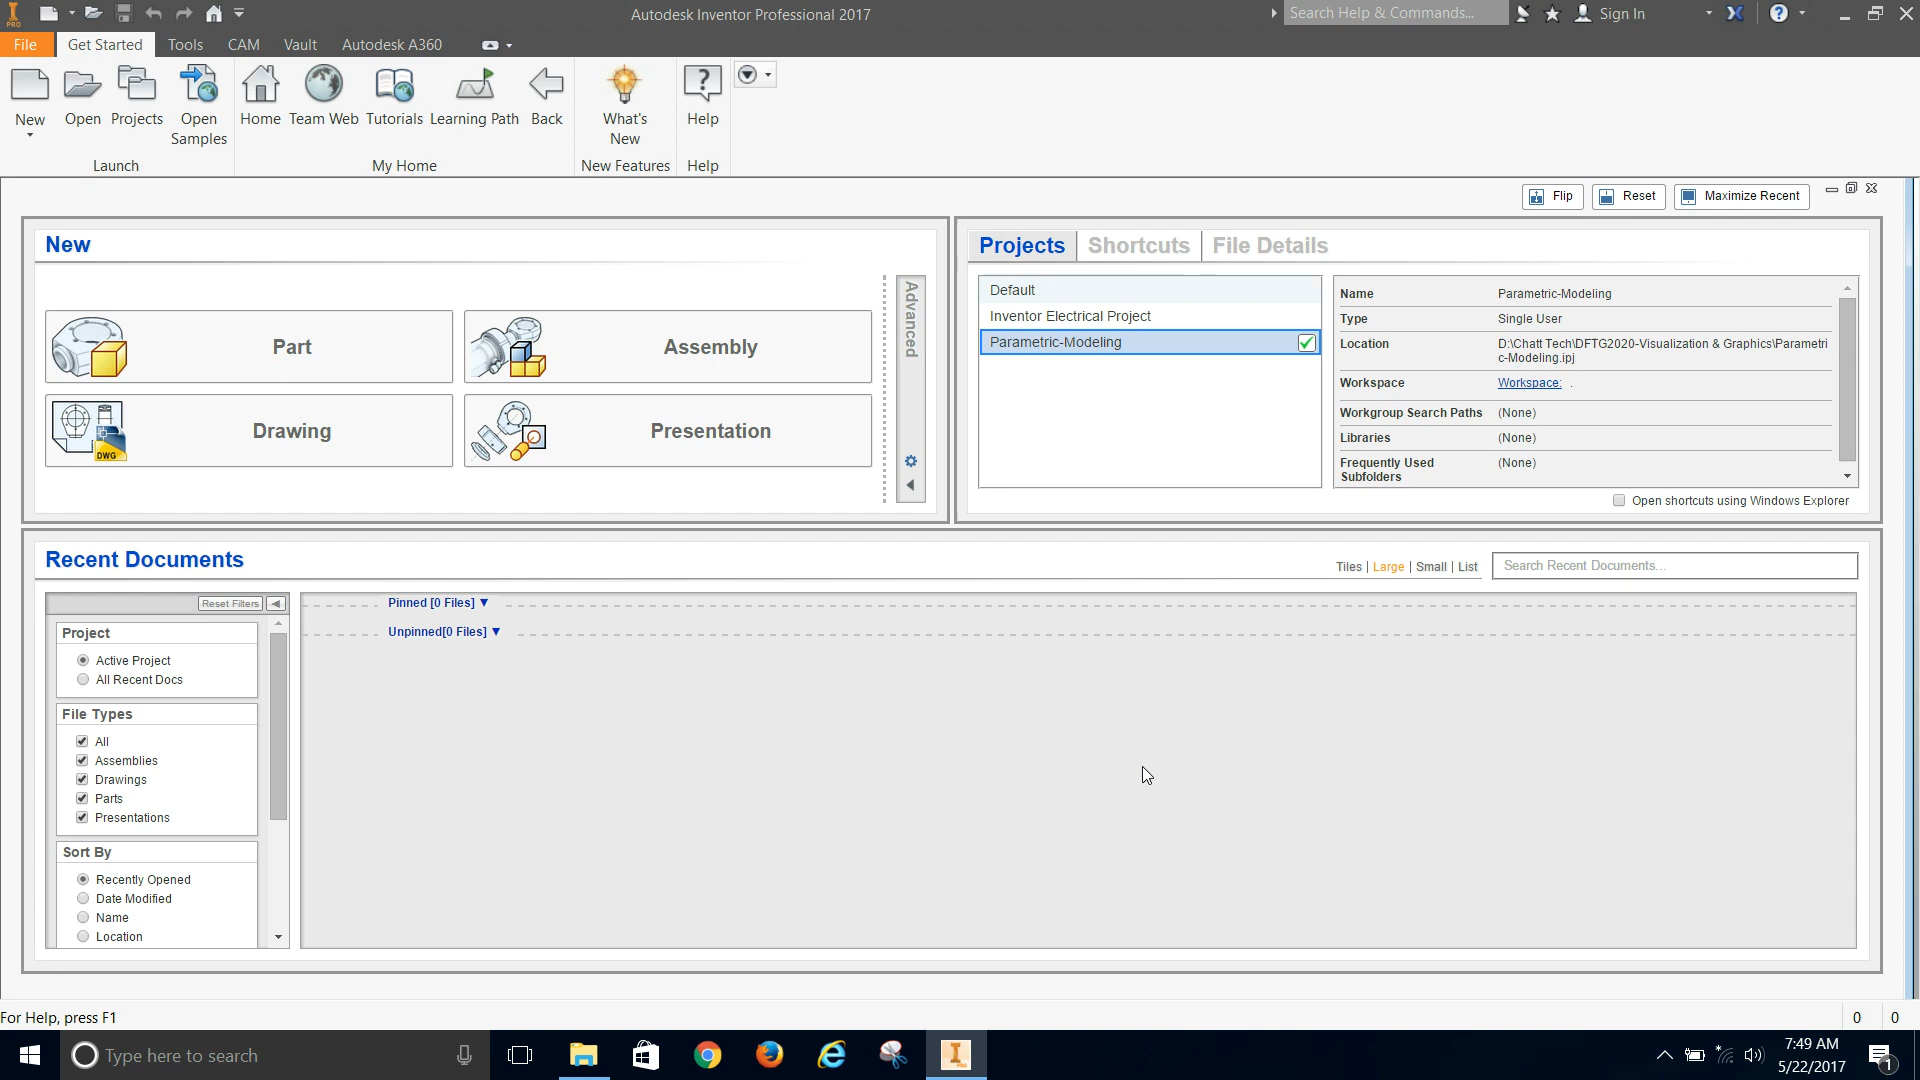 PRO
Autodesk Inventor Professional 2017
Search Help & Commands...
Sign In
File
Get Started
Tools
CAM
Vault
Autodesk A360
New
Open
Projects
Open
Samples
Home
Team Web
Tutorials
Learning Path
Back
What's
New
Help
Launch
My Home
New Features
Help
Flip
Reset
Maximize Recent
New
Part
Assembly
DWG
Drawing
Presentation
Advanced
Projects
Shortcuts
File Details
Default
Inventor Electrical Project
Parametric-Modeling
Name Parametric-Modeling
Type Single User
Location D:\Chatt Tech\DFTG2020-Visualization & Graphics\Parametri
c-Modeling.ipj
Workspace Workspace: .
Workgroup Search Paths (None)
Libraries (None)
Frequently Used (None)
Subfolders
Open shortcuts using Windows Explorer
Recent Documents
Tiles | Large | Small | List
Search Recent Documents...
Reset Filters
Project
Active Project
All Recent Docs
File Types
All
Assemblies
Drawings
Parts
Presentations
Sort By
Recently Opened
Date Modified
Name
Location
Pinned [0 Files]
Unpinned[0 Files]
For Help, press F1
0 0
Type here to search
PRO
7:49 AM
5/22/2017
1